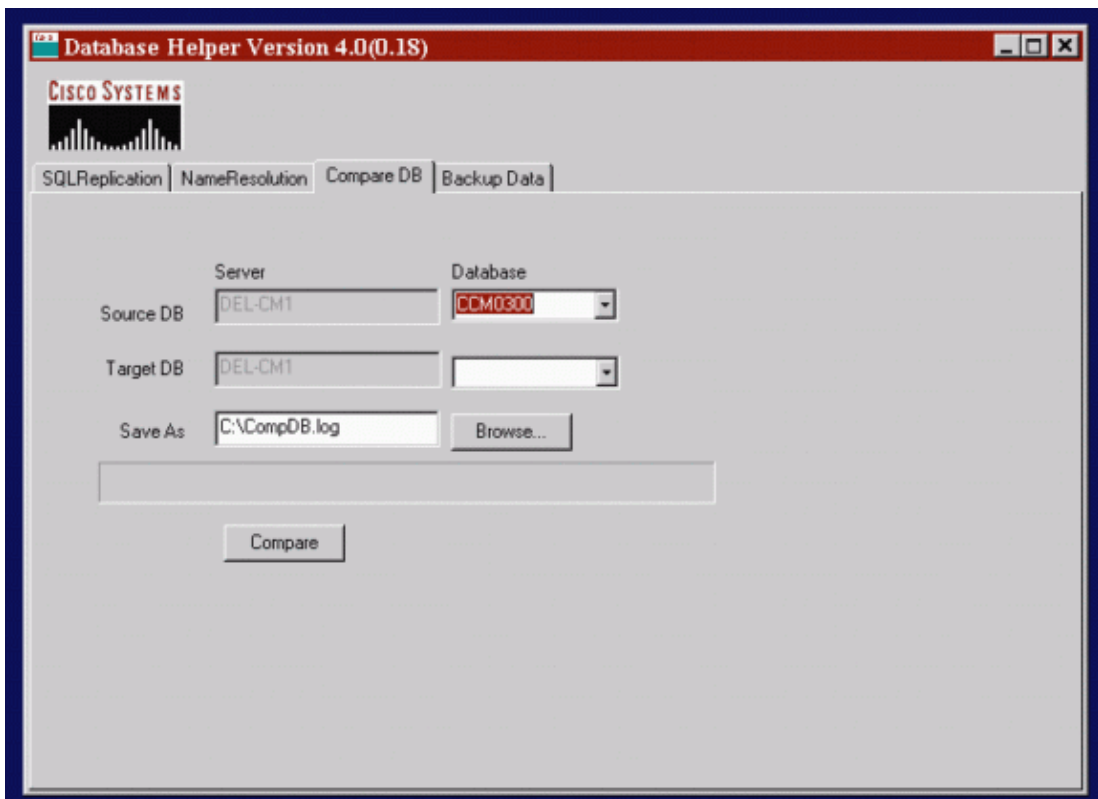 Database Helper Version 4.0(0.18)
CISCO SYSTEMS
SQLReplication NameResolution Compare DB Backup Data
Server Database
Source DB DEL-CM1 CCM0300
Target DB DEL-CM1
Save As C:\CompDB.log Browse...
Compare